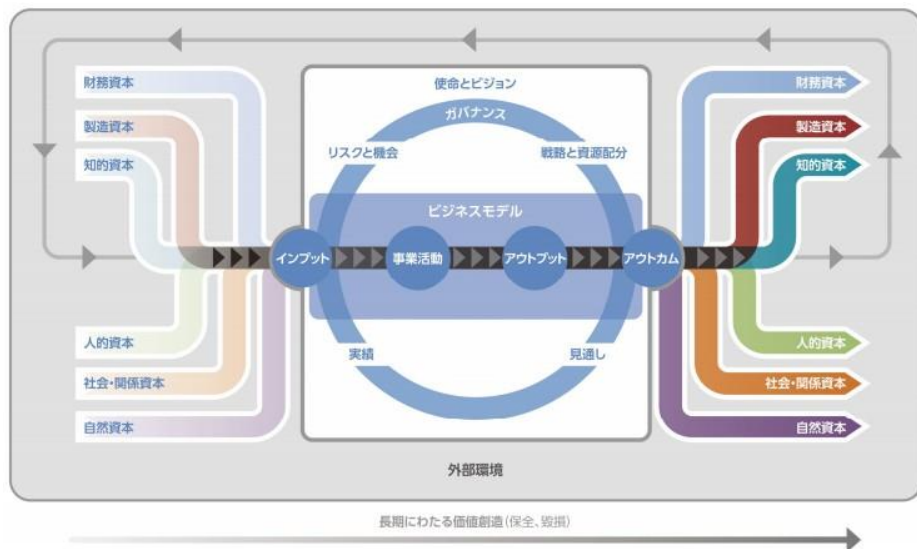 財務資本
製造資本
知的資本
人的資本
社会・関係資本
自然資本
使命とビジョン
ガバナンス
リスクと機会
戦略と資源配分
ビジネスモデル
インプット
事業活動
アウトプット
アウトカム
実績
見通し
財務資本
製造資本
知的資本
人的資本
社会・関係資本
自然資本
外部環境
長期にわたる価値創造(保全、毀損)